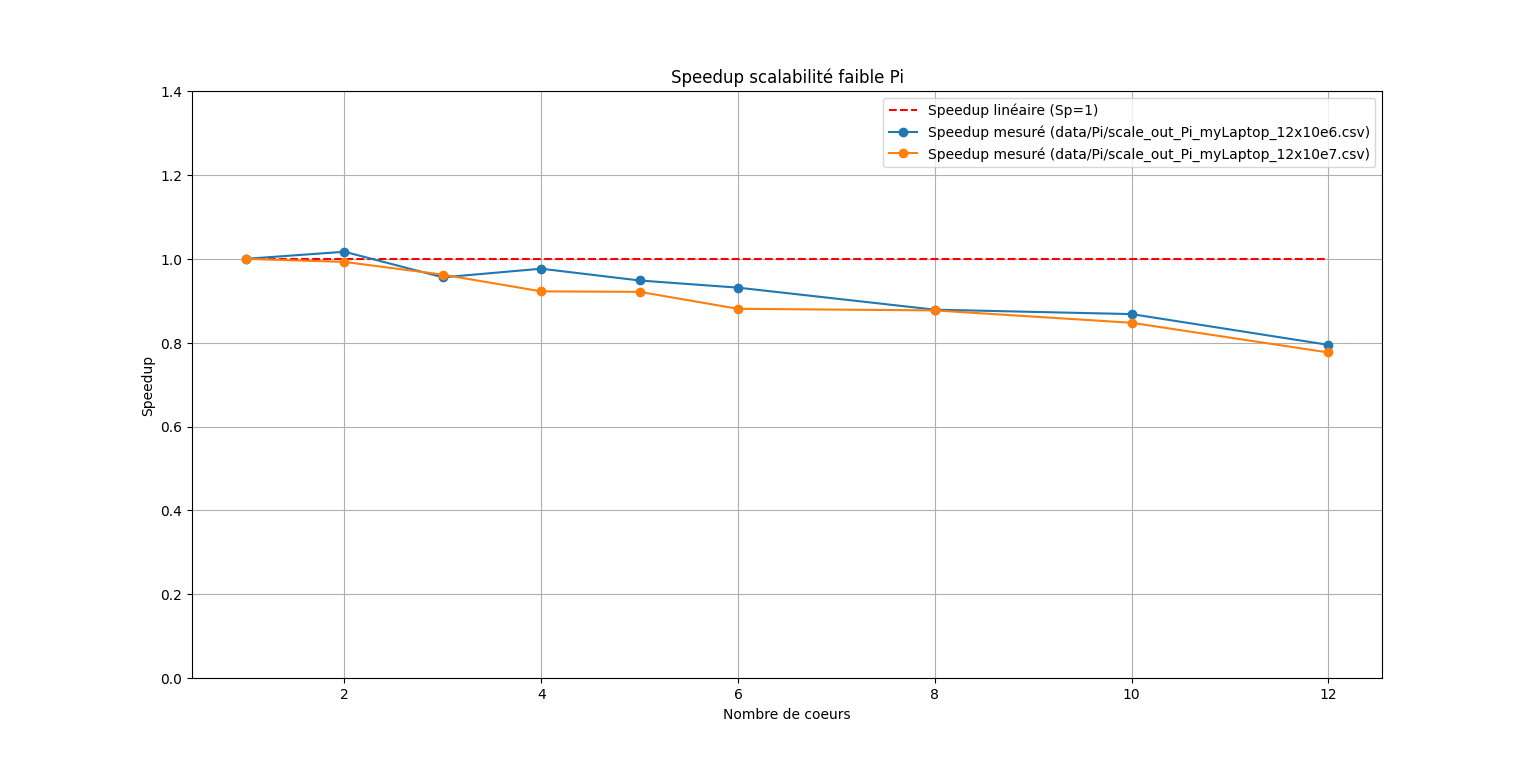 Speedup scalabilité faible Pi
Speedup linéaire (Sp=1)
Speedup mesuré (data/Pi/scale_out_Pi_myLaptop_12x10e6.csv)
Speedup mesuré (data/Pi/scale_out_Pi_myLaptop_12x10e7.csv)
Speedup
1.4
1.2
1.0
0.8
0.6
0.4
0.2
0.0
2 4 6 8 10 12
Nombre de coeurs